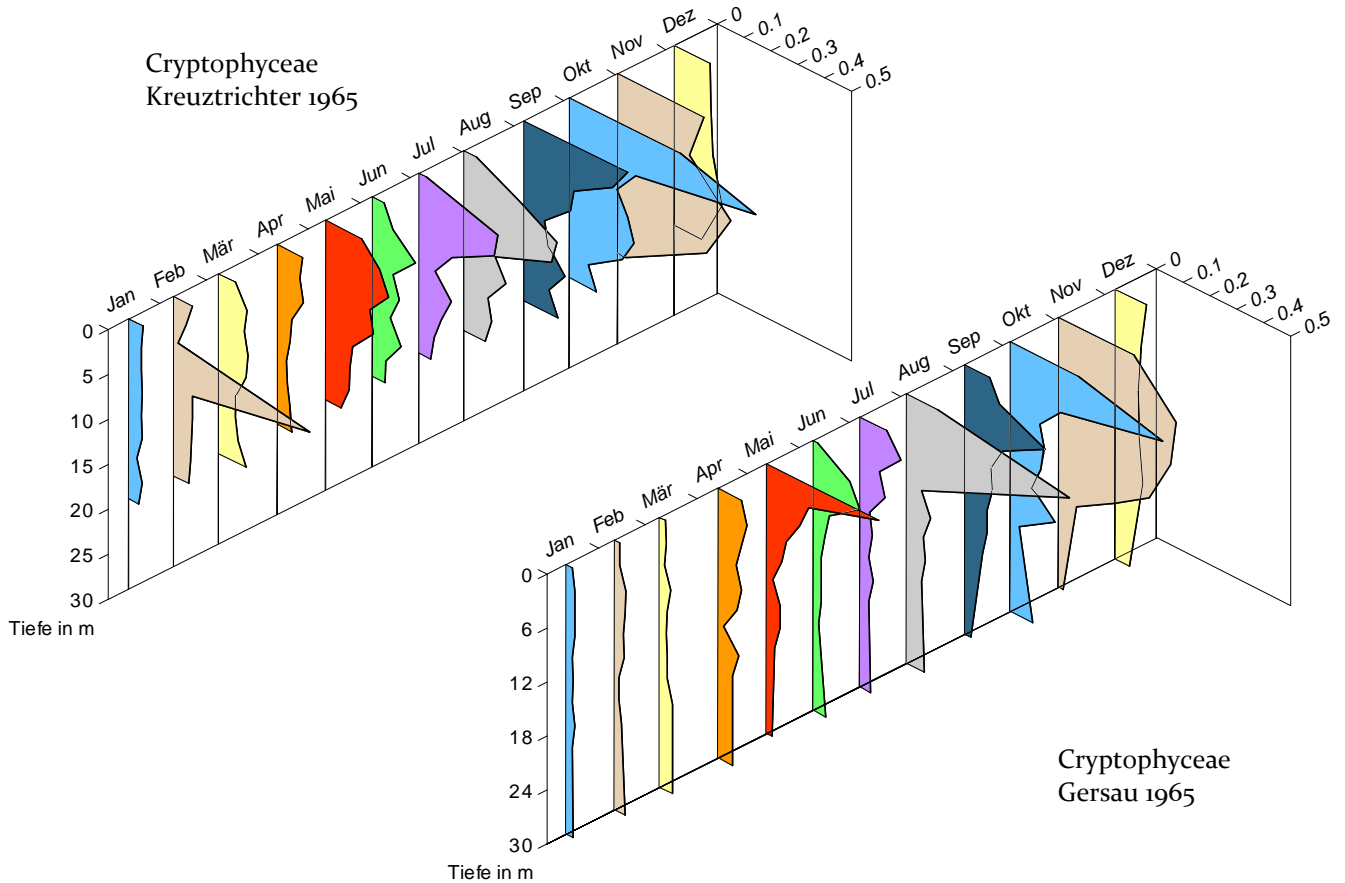 Cryptophyceae
Kreuztrichter 1965
Jan
Feb
Mär
Apr
Mai
Jun
Jul
Aug
Sep
Okt
Nov
Dez
0
0.1
0.2
0.3
0.4
0.5
0
5
10
15
20
25
30
Tiefe in m
Jan
Feb
Mär
Apr
Mai
Jun
Jul
Aug
Sep
Okt
Nov
Dez
0
0.1
0.2
0.3
0.4
0.5
0
6
12
18
24
30
Tiefe in m
Cryptophyceae
Gersau 1965